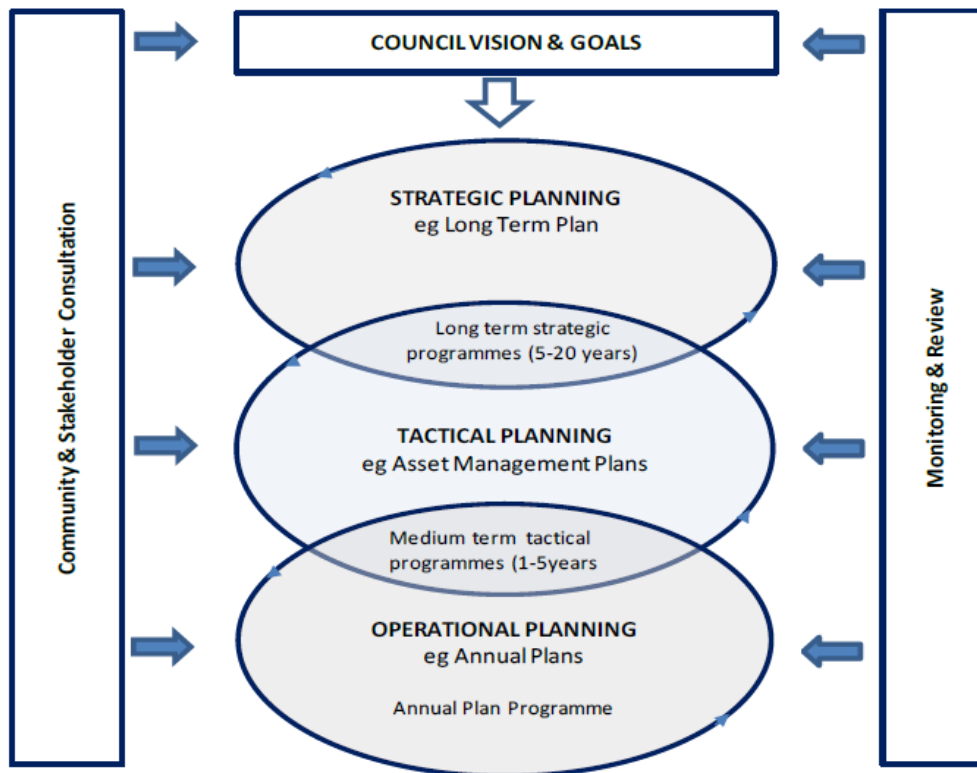 COUNCIL VISION & GOALS
Community & Stakeholder Consultation
STRATEGIC PLANNING
eg Long Term Plan
Long term strategic
programmes (5-20 years)
TACTICAL PLANNING
eg Asset Management Plans
Medium term tactical
programmes (1-5years
OPERATIONAL PLANNING
eg Annual Plans
Annual Plan Programme
Monitoring & Review